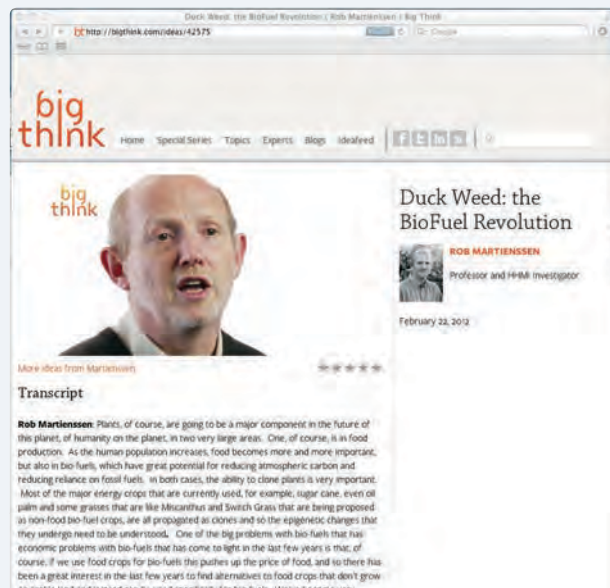 Duck Weed: the BioFuel Revolution | Rob Martienssen | Big Think
http://bigthink.com/ideas/42575
Google
big
think
Home Special Series Topics Experts Blogs Ideafeed
big
think
Duck Weed: the
BioFuel Revolution
ROB MARTIENSSEN
Professor and HHMI Investigator
February 22, 2012
More ideas from Martienssen
Transcript
Rob Martienssen: Plants, of course, are going to be a major component in the future of
this planet, of humanity on the planet, in two very large areas. One, of course, is in food
production. As the human population increases, food becomes more and more important,
but also in bio-fuels, which have great potential for reducing atmospheric carbon and
reducing reliance on fossil fuels. In both cases, the ability to clone plants is very important.
Most of the major energy crops that are currently used, for example, sugar cane, even oil
palm and some grasses that are like Miscanthus and Switch Grass that are being proposed
as non-food bio-fuel crops, are all propagated as clones and so the epigenetic changes that
they undergo need to be understood. One of the big problems with bio-fuels that has
economic problems with bio-fuels that has come to light in the last few years is that, of
course, if we use food crops for bio-fuels this pushes up the price of food, and so there has
been a great interest in the last few years to find alternatives to food crops that don't grow